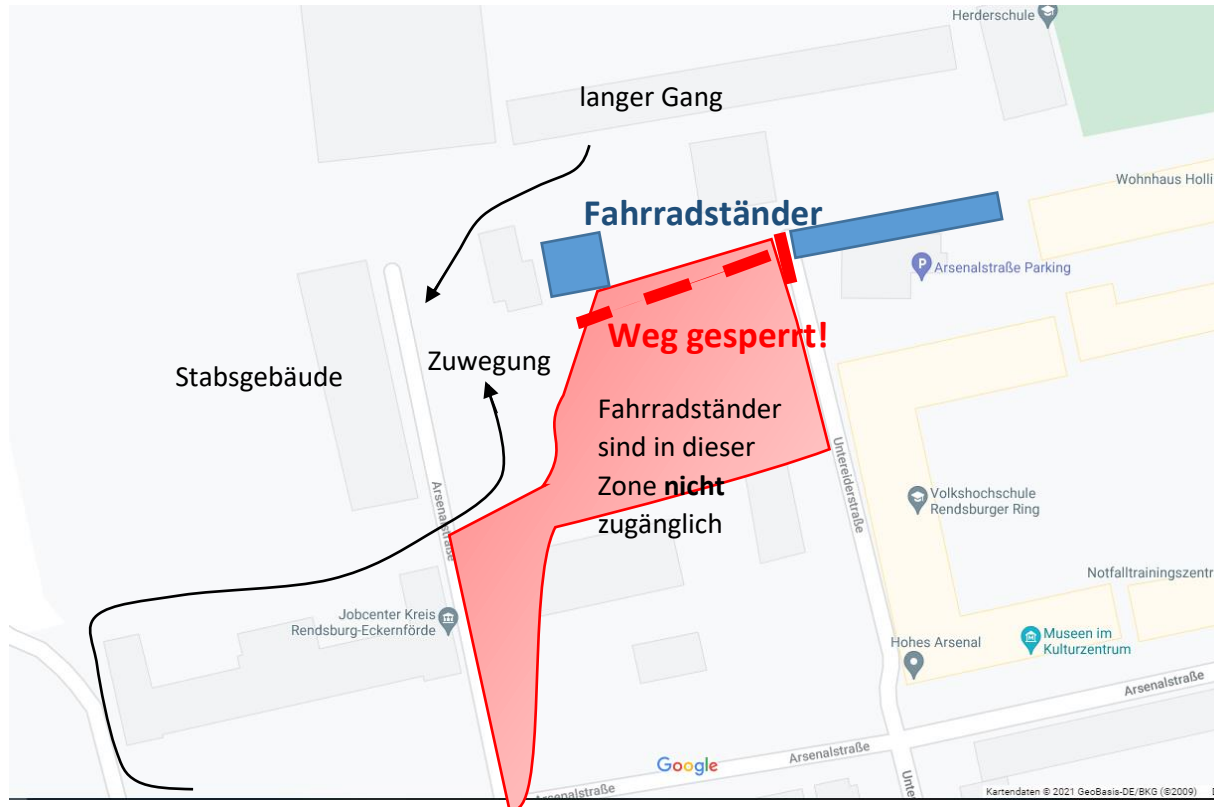 Herderschule
langer Gang
Wohnhaus Holli
Fahrradständer
Arsenalstraße Parking
Weg gesperrt!
Zuwegung
Stabsgebäude
Fahrradständer
sind in dieser
Zone nicht
zugänglich
Untereiderstraße
Arsenalstraße
Volkshochschule
Rendsburger Ring
Notfalltrainingszentr
Jobcenter Kreis
Rendsburg-Eckernförde
Hohes Arsenal
Museen im
Kulturzentrum
Arsenalstraße
Arsenalstraße
Google
Arsenalstraße
Unte
Kartendaten © 2021 GeoBasis-DE/BKG (©2009)